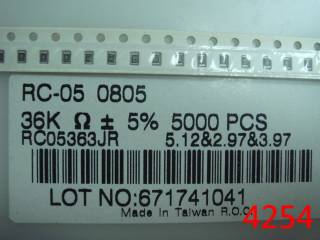 RC-05 0805
36K Ω ± 5% 5000 PCS
RC05363JR 5.12&2.97&3.97
LOT NO:671741041
Made in Taiwan R.O.C
4254